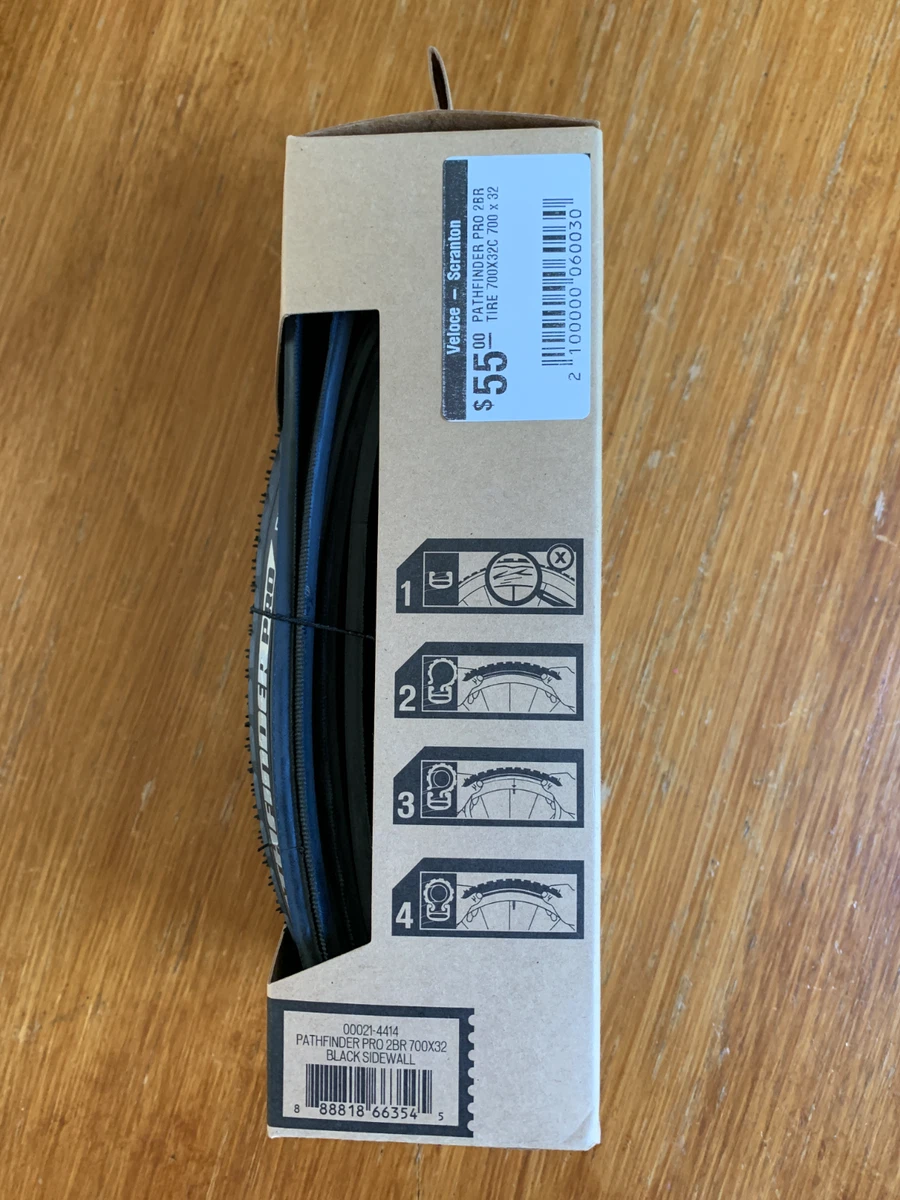 Veloce - Scranton
$55.00 PATHFINDER PRO 2BR
TIRE 700X32C 700 x 32
2 100000 060030
1
X
2
3
4
PRO
00021-4414
PATHFINDER PRO 2BR 700X32
BLACK SIDEWALL
8 88818 66354 5